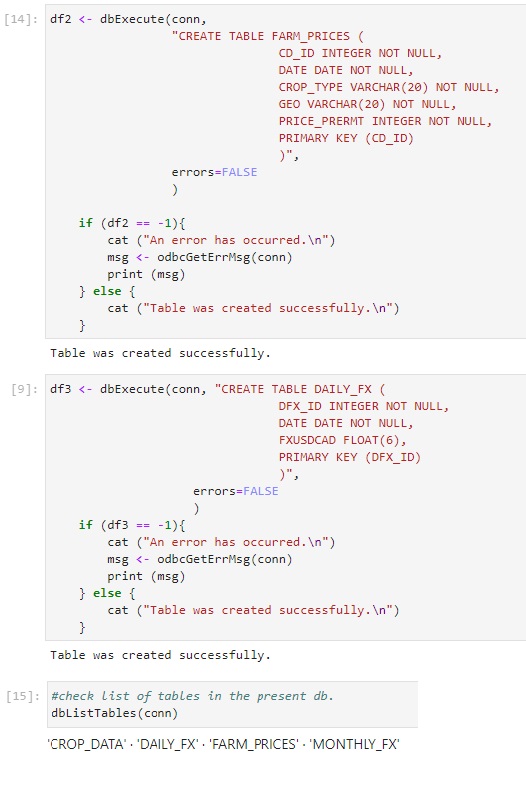 [14]: df2 <- dbExecute(conn,
"CREATE TABLE FARM_PRICES (
CD_ID INTEGER NOT NULL,
DATE DATE NOT NULL,
CROP_TYPE VARCHAR(20) NOT NULL,
GEO VARCHAR(20) NOT NULL,
PRICE_PRERMT INTEGER NOT NULL,
PRIMARY KEY (CD_ID)
)",
errors=FALSE
)
if (df2 == -1){
cat ("An error has occurred.\n")
msg <- odbcGetErrMsg(conn)
print (msg)
} else {
cat ("Table was created successfully.\n")
}
Table was created successfully.
[9]: df3 <- dbExecute(conn, "CREATE TABLE DAILY_FX (
DFX_ID INTEGER NOT NULL,
DATE DATE NOT NULL,
FXUSDCAD FLOAT(6),
PRIMARY KEY (DFX_ID)
)",
errors=FALSE
)
if (df3 == -1){
cat ("An error has occurred.\n")
msg <- odbcGetErrMsg(conn)
print (msg)
} else {
cat ("Table was created successfully.\n")
}
Table was created successfully.
[15]: #check list of tables in the present db.
dbListTables(conn)
'CROP_DATA' · 'DAILY_FX' · 'FARM_PRICES' · 'MONTHLY_FX'